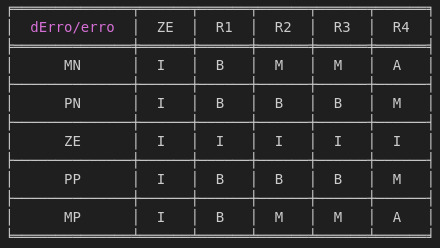 dErro/erro ZE R1 R2 R3 R4
MN I B M M A
PN I B B B M
ZE I I I I I
PP I B B B M
MP I B M M A